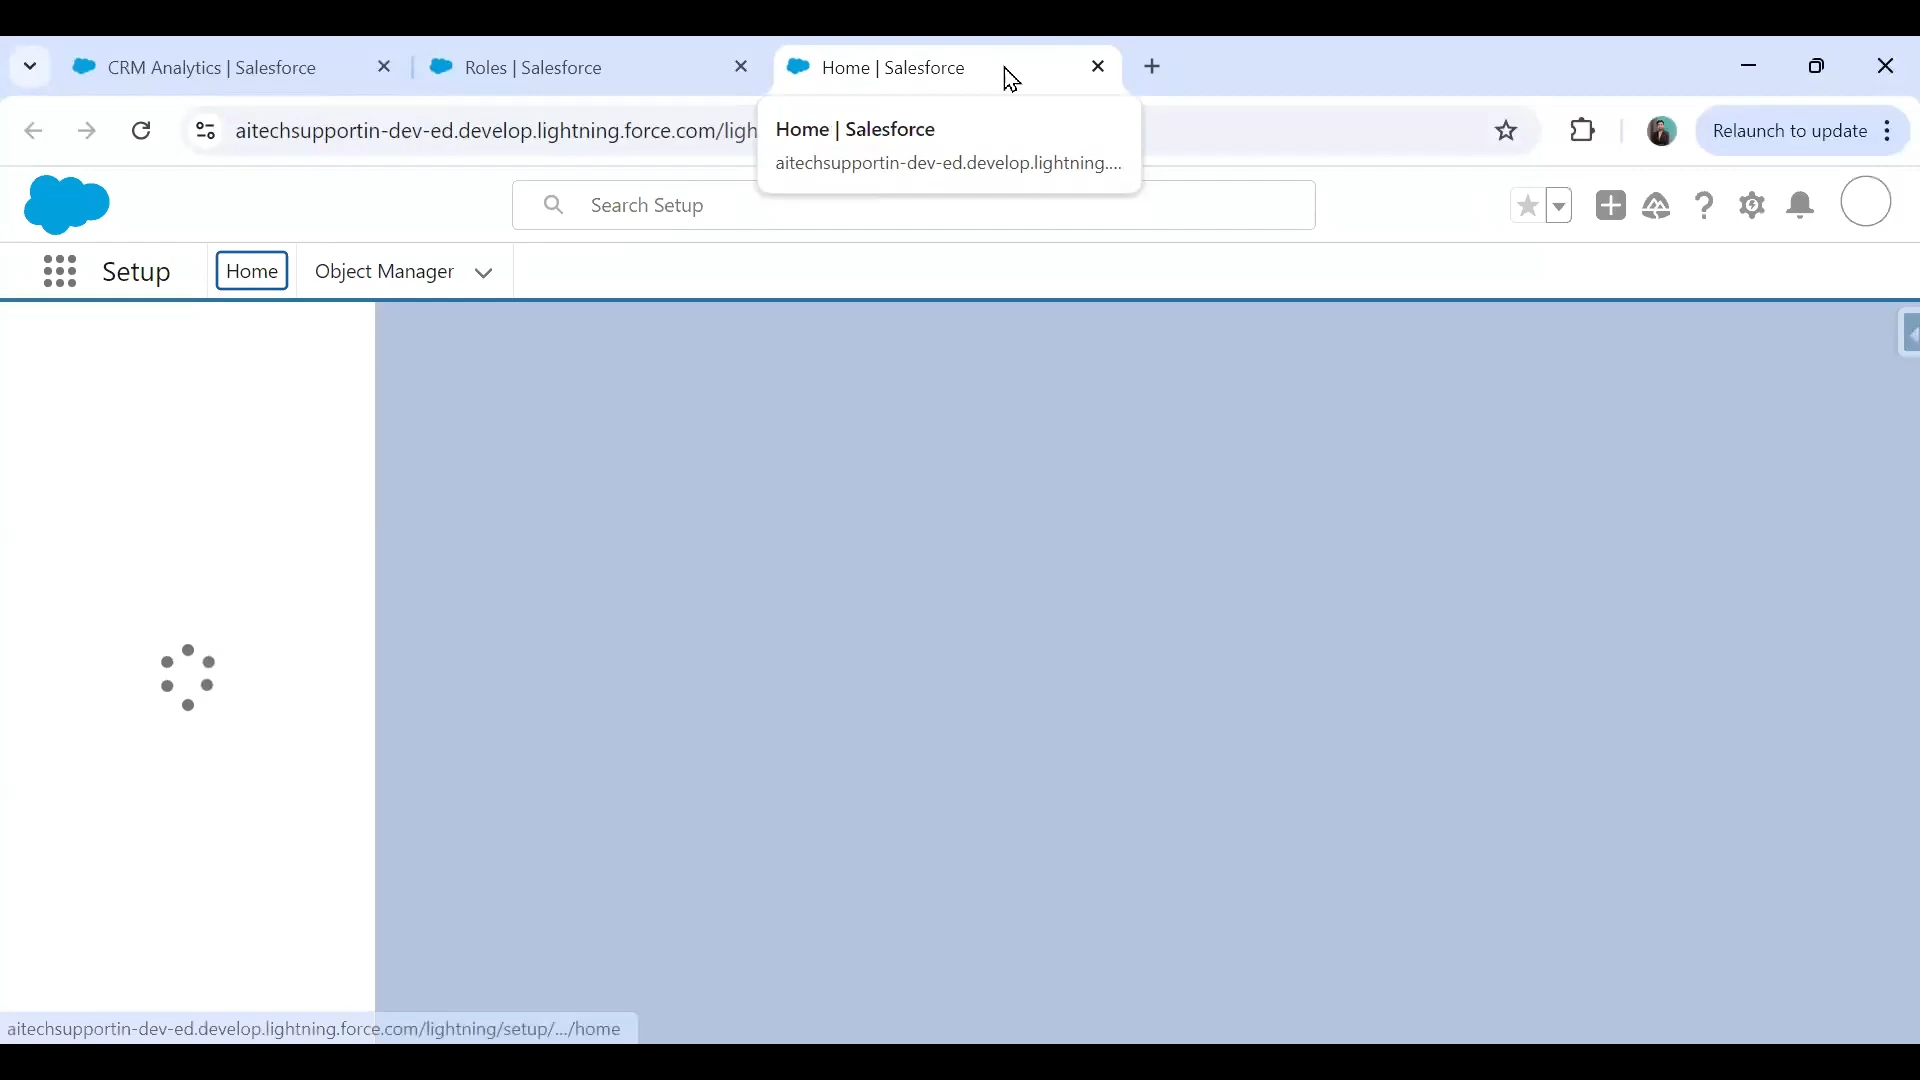 CRM Analytics | Salesforce
Roles | Salesforce
Home | Salesforce
aitechsupportin-dev-ed.develop.lightning.force.com/ligh
Relaunch to update
Home | Salesforce
aitechsupportin-dev-ed.develop.lightning....
Search Setup
Setup
Home
Object Manager
aitechsupportin-dev-ed.develop.lightning.force.com/lightning/setup/.../home